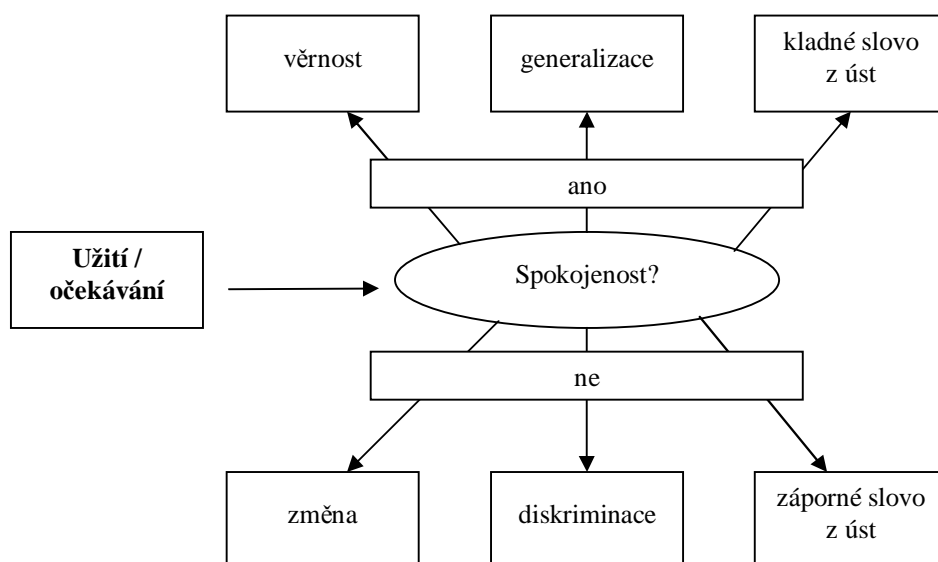 věrnost
generalizace
kladné slovo
z úst
ano
Užití /
očekávání
Spokojenost?
ne
změna
diskriminace
záporné slovo
z úst